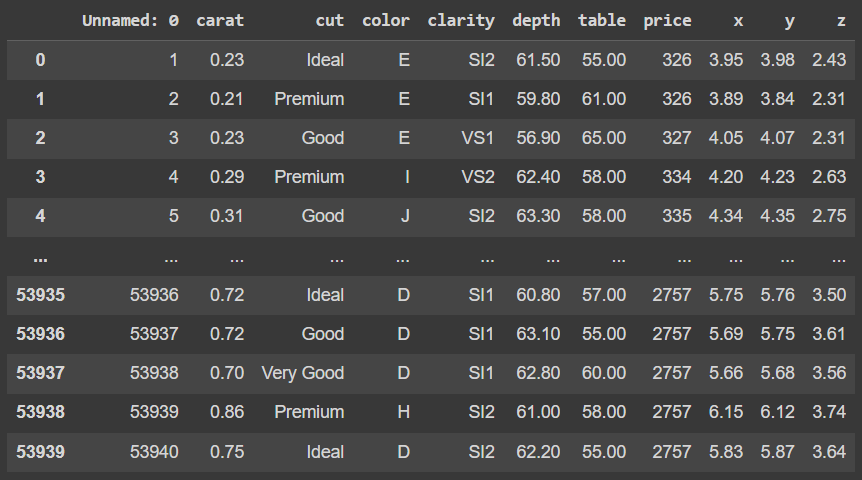 Unnamed: 0 carat cut color clarity depth table price x y z
0 1 0.23 Ideal E SI2 61.50 55.00 326 3.95 3.98 2.43
1 2 0.21 Premium E SI1 59.80 61.00 326 3.89 3.84 2.31
2 3 0.23 Good E VS1 56.90 65.00 327 4.05 4.07 2.31
3 4 0.29 Premium I VS2 62.40 58.00 334 4.20 4.23 2.63
4 5 0.31 Good J SI2 63.30 58.00 335 4.34 4.35 2.75
... ... ... ... ... ... ... ... ... ... ... ...
53935 53936 0.72 Ideal D SI1 60.80 57.00 2757 5.75 5.76 3.50
53936 53937 0.72 Good D SI1 63.10 55.00 2757 5.69 5.75 3.61
53937 53938 0.70 Very Good D SI1 62.80 60.00 2757 5.66 5.68 3.56
53938 53939 0.86 Premium H SI2 61.00 58.00 2757 6.15 6.12 3.74
53939 53940 0.75 Ideal D SI2 62.20 55.00 2757 5.83 5.87 3.64